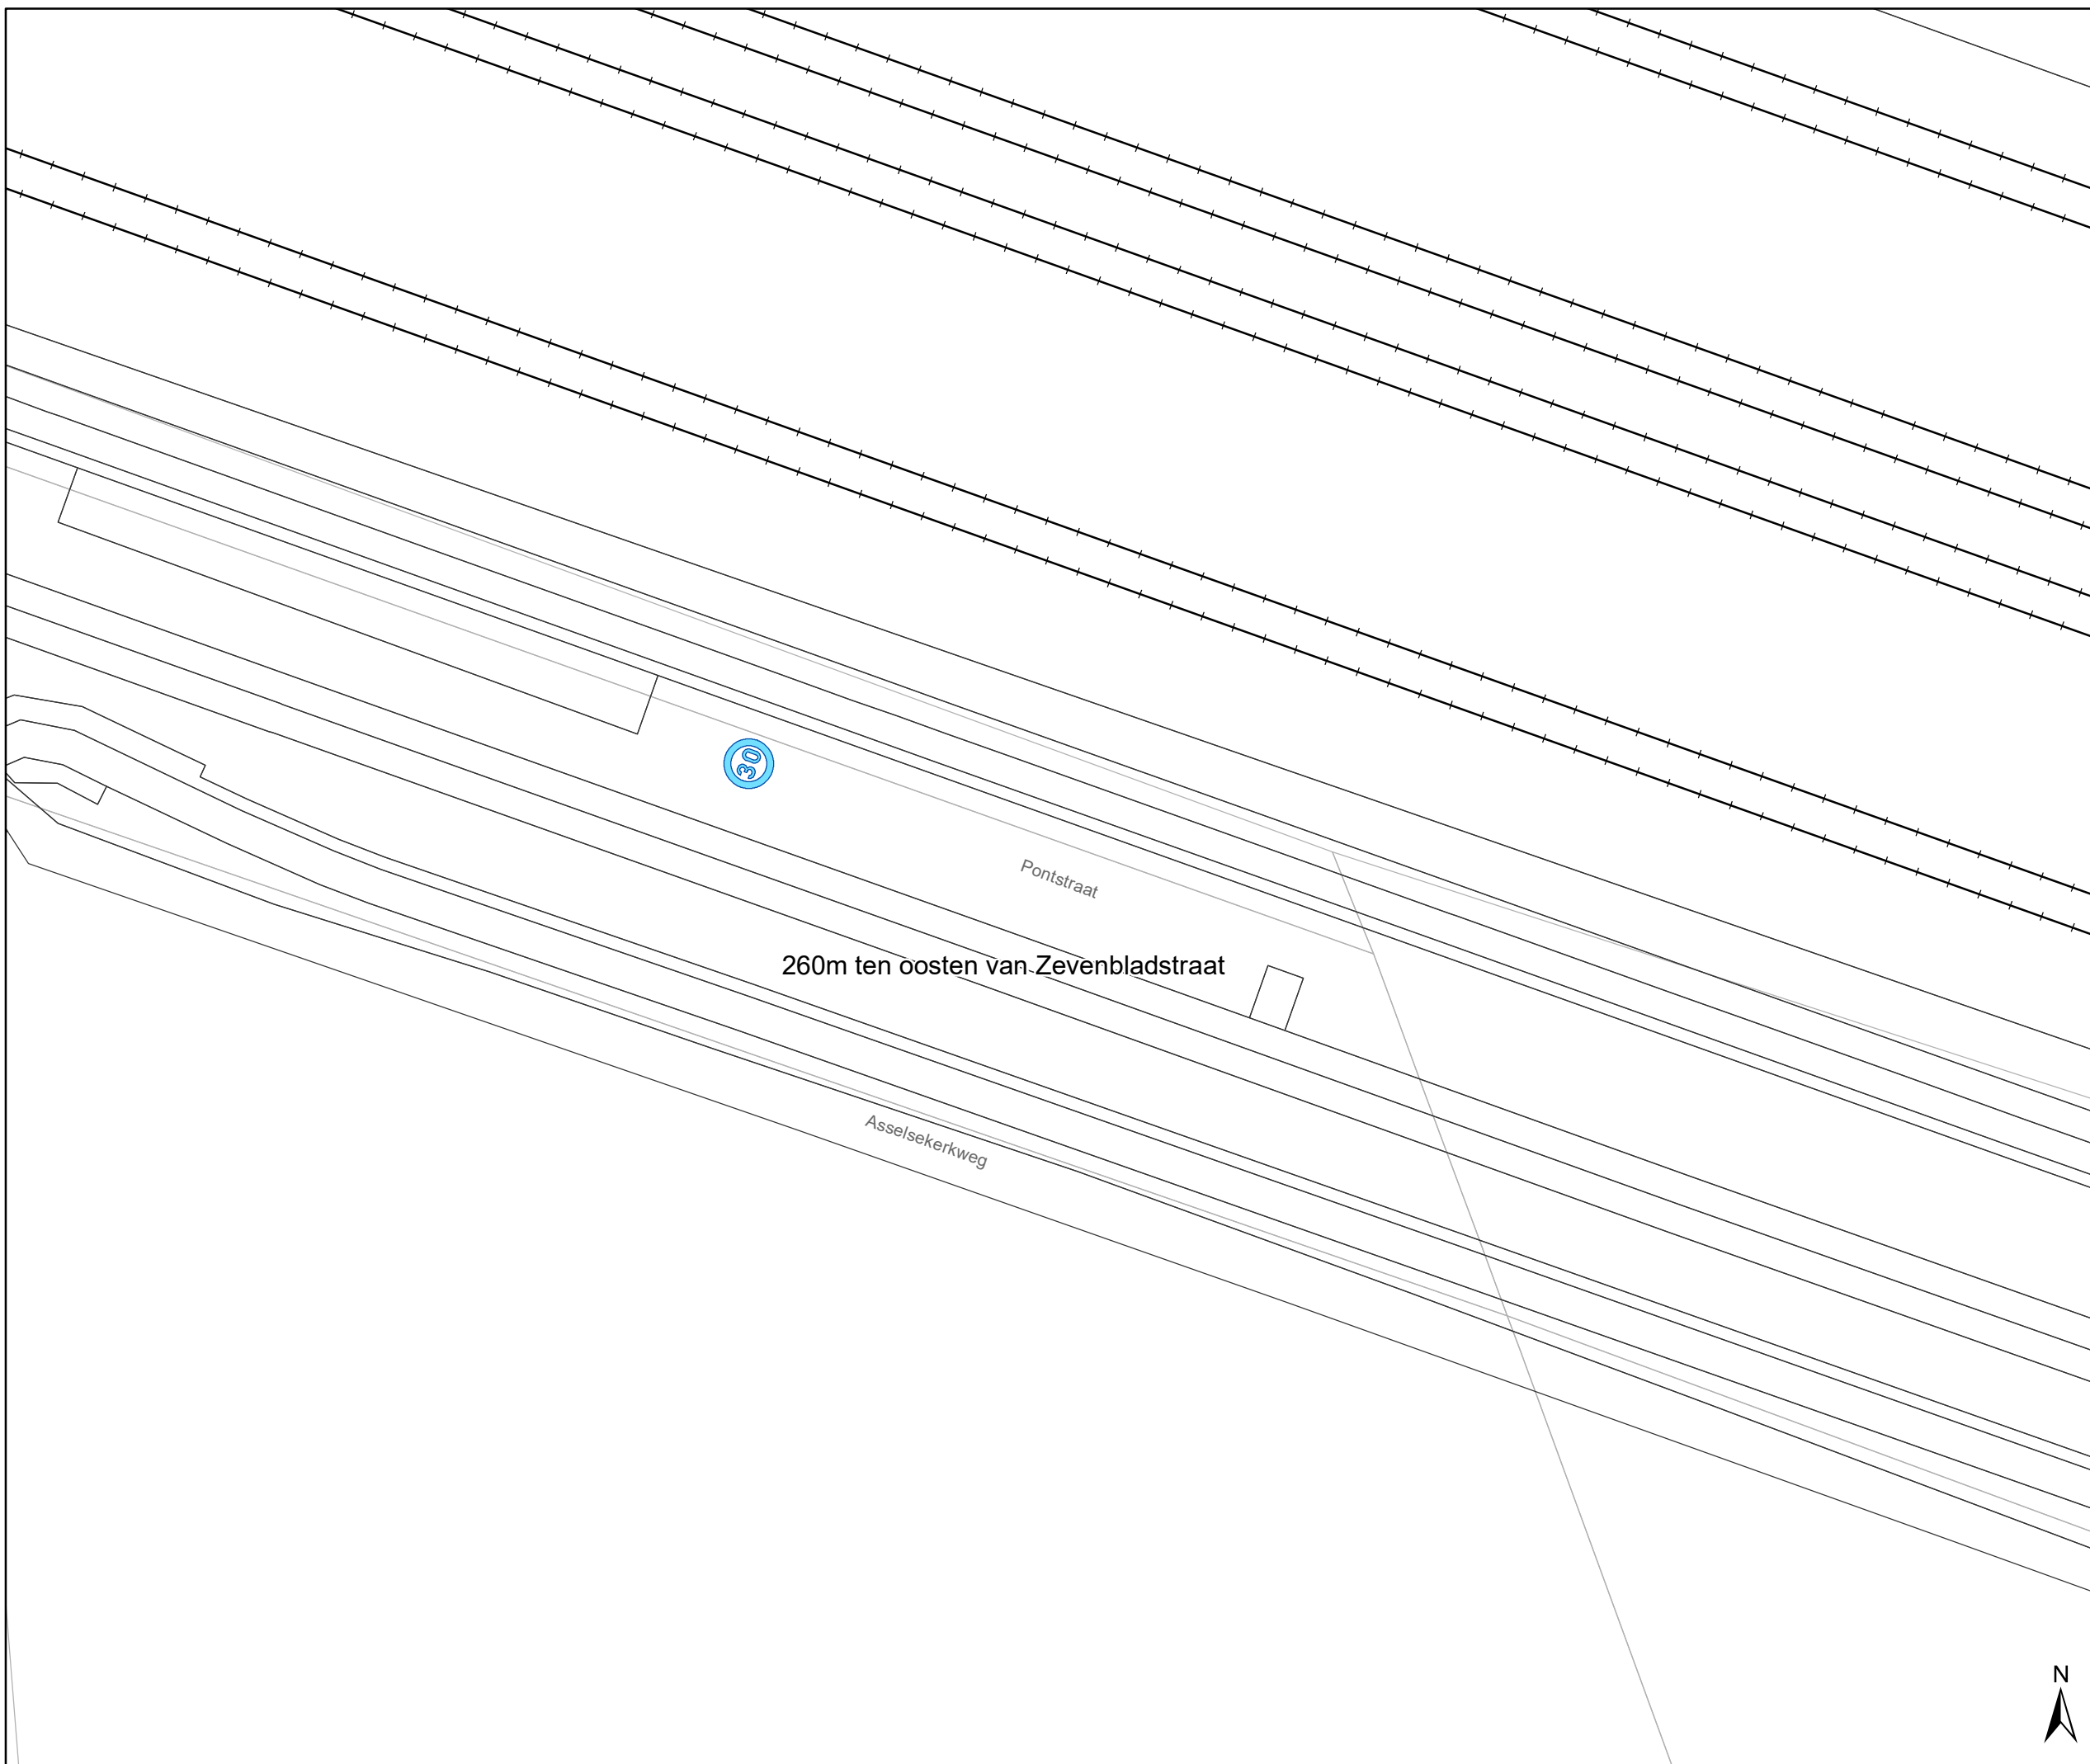 30
Pontstraat
260m ten oosten van Zevenbladstraat
Asselsekerkweg
N